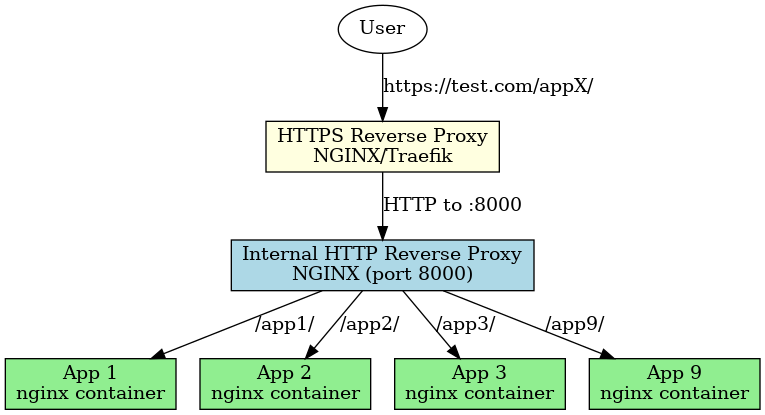 User
https://test.com/appX/
HTTPS Reverse Proxy
NGINX/Traefik
HTTP to :8000
Internal HTTP Reverse Proxy
NGINX (port 8000)
/app1/
/app2/
/app3/
/app9/
App 1
nginx container
App 2
nginx container
App 3
nginx container
App 9
nginx container